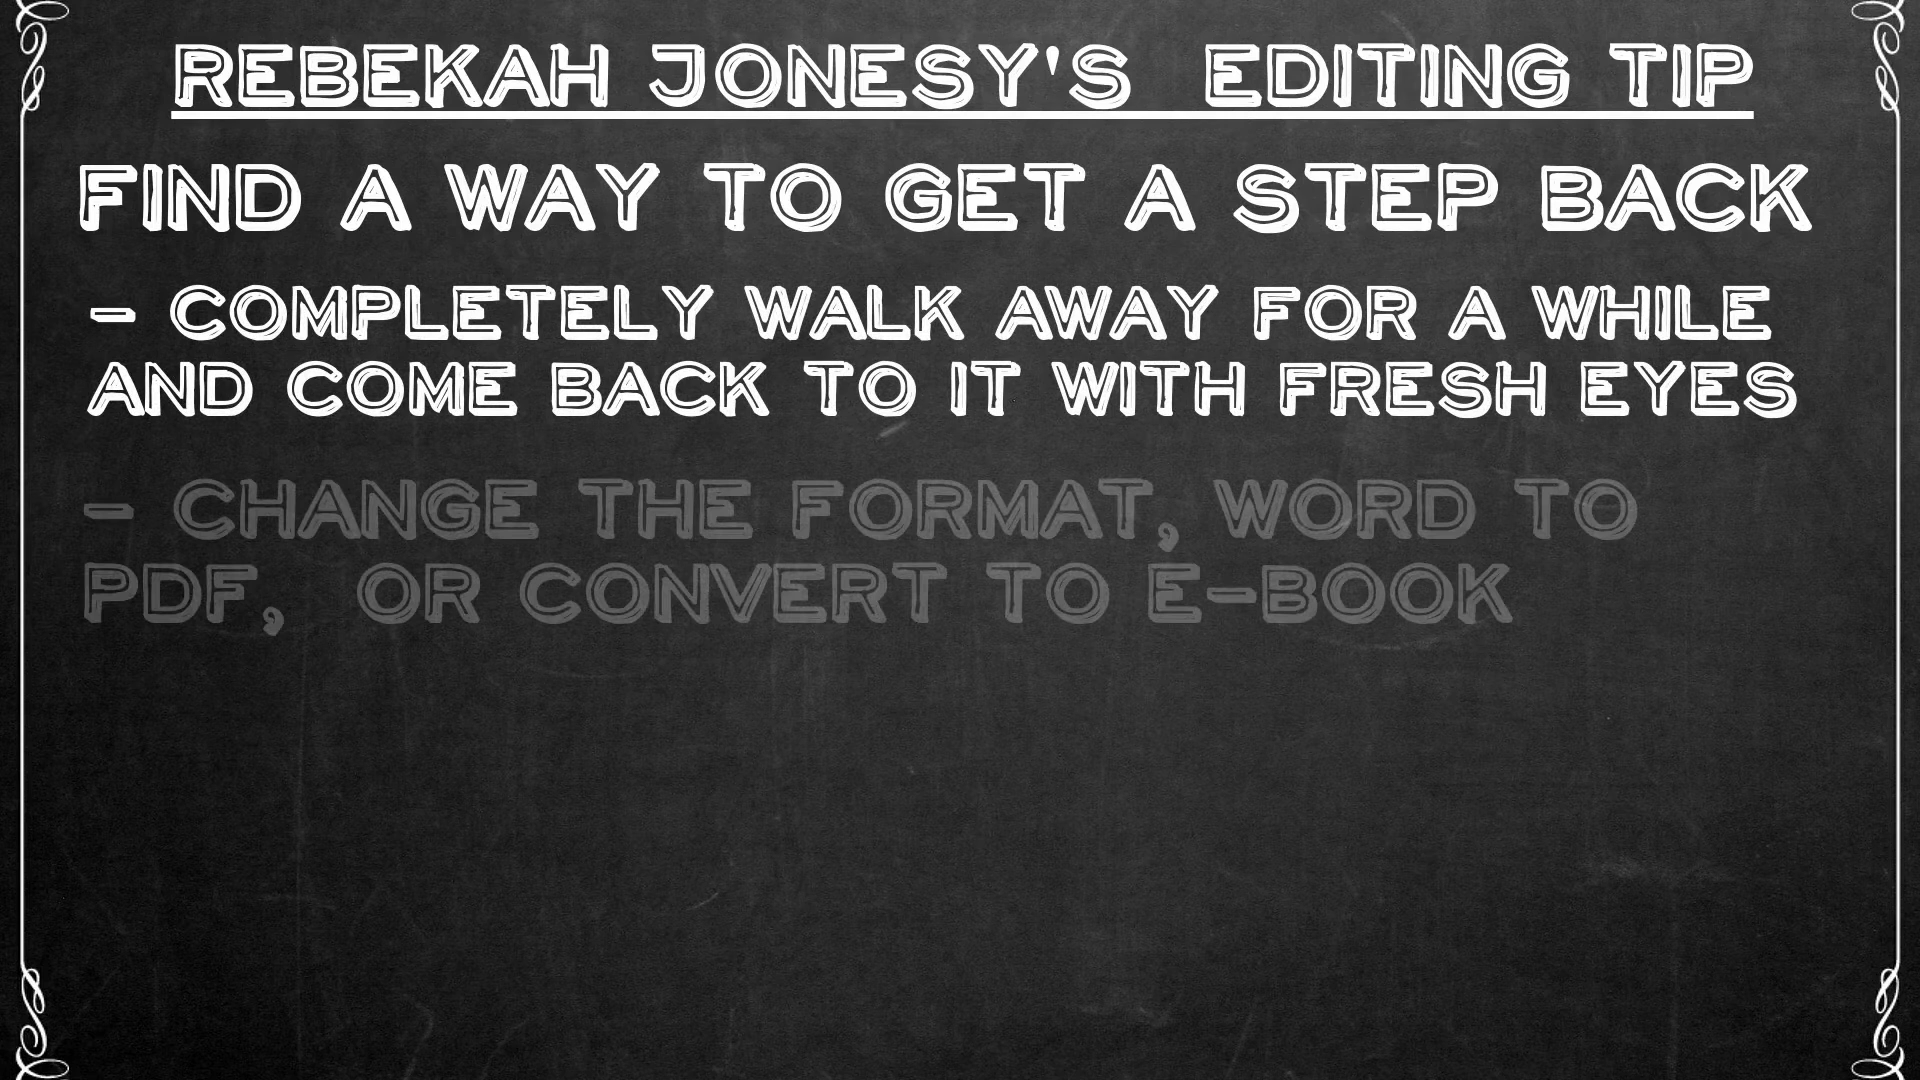 REBEKAH JONESY'S EDITING TIP
FIND A WAY TO GET A STEP BACK
- COMPLETELY WALK AWAY FOR A WHILE
AND COME BACK TO IT WITH FRESH EYES
- CHANGE THE FORMAT, WORD TO
PDF, OR CONVERT TO E-BOOK